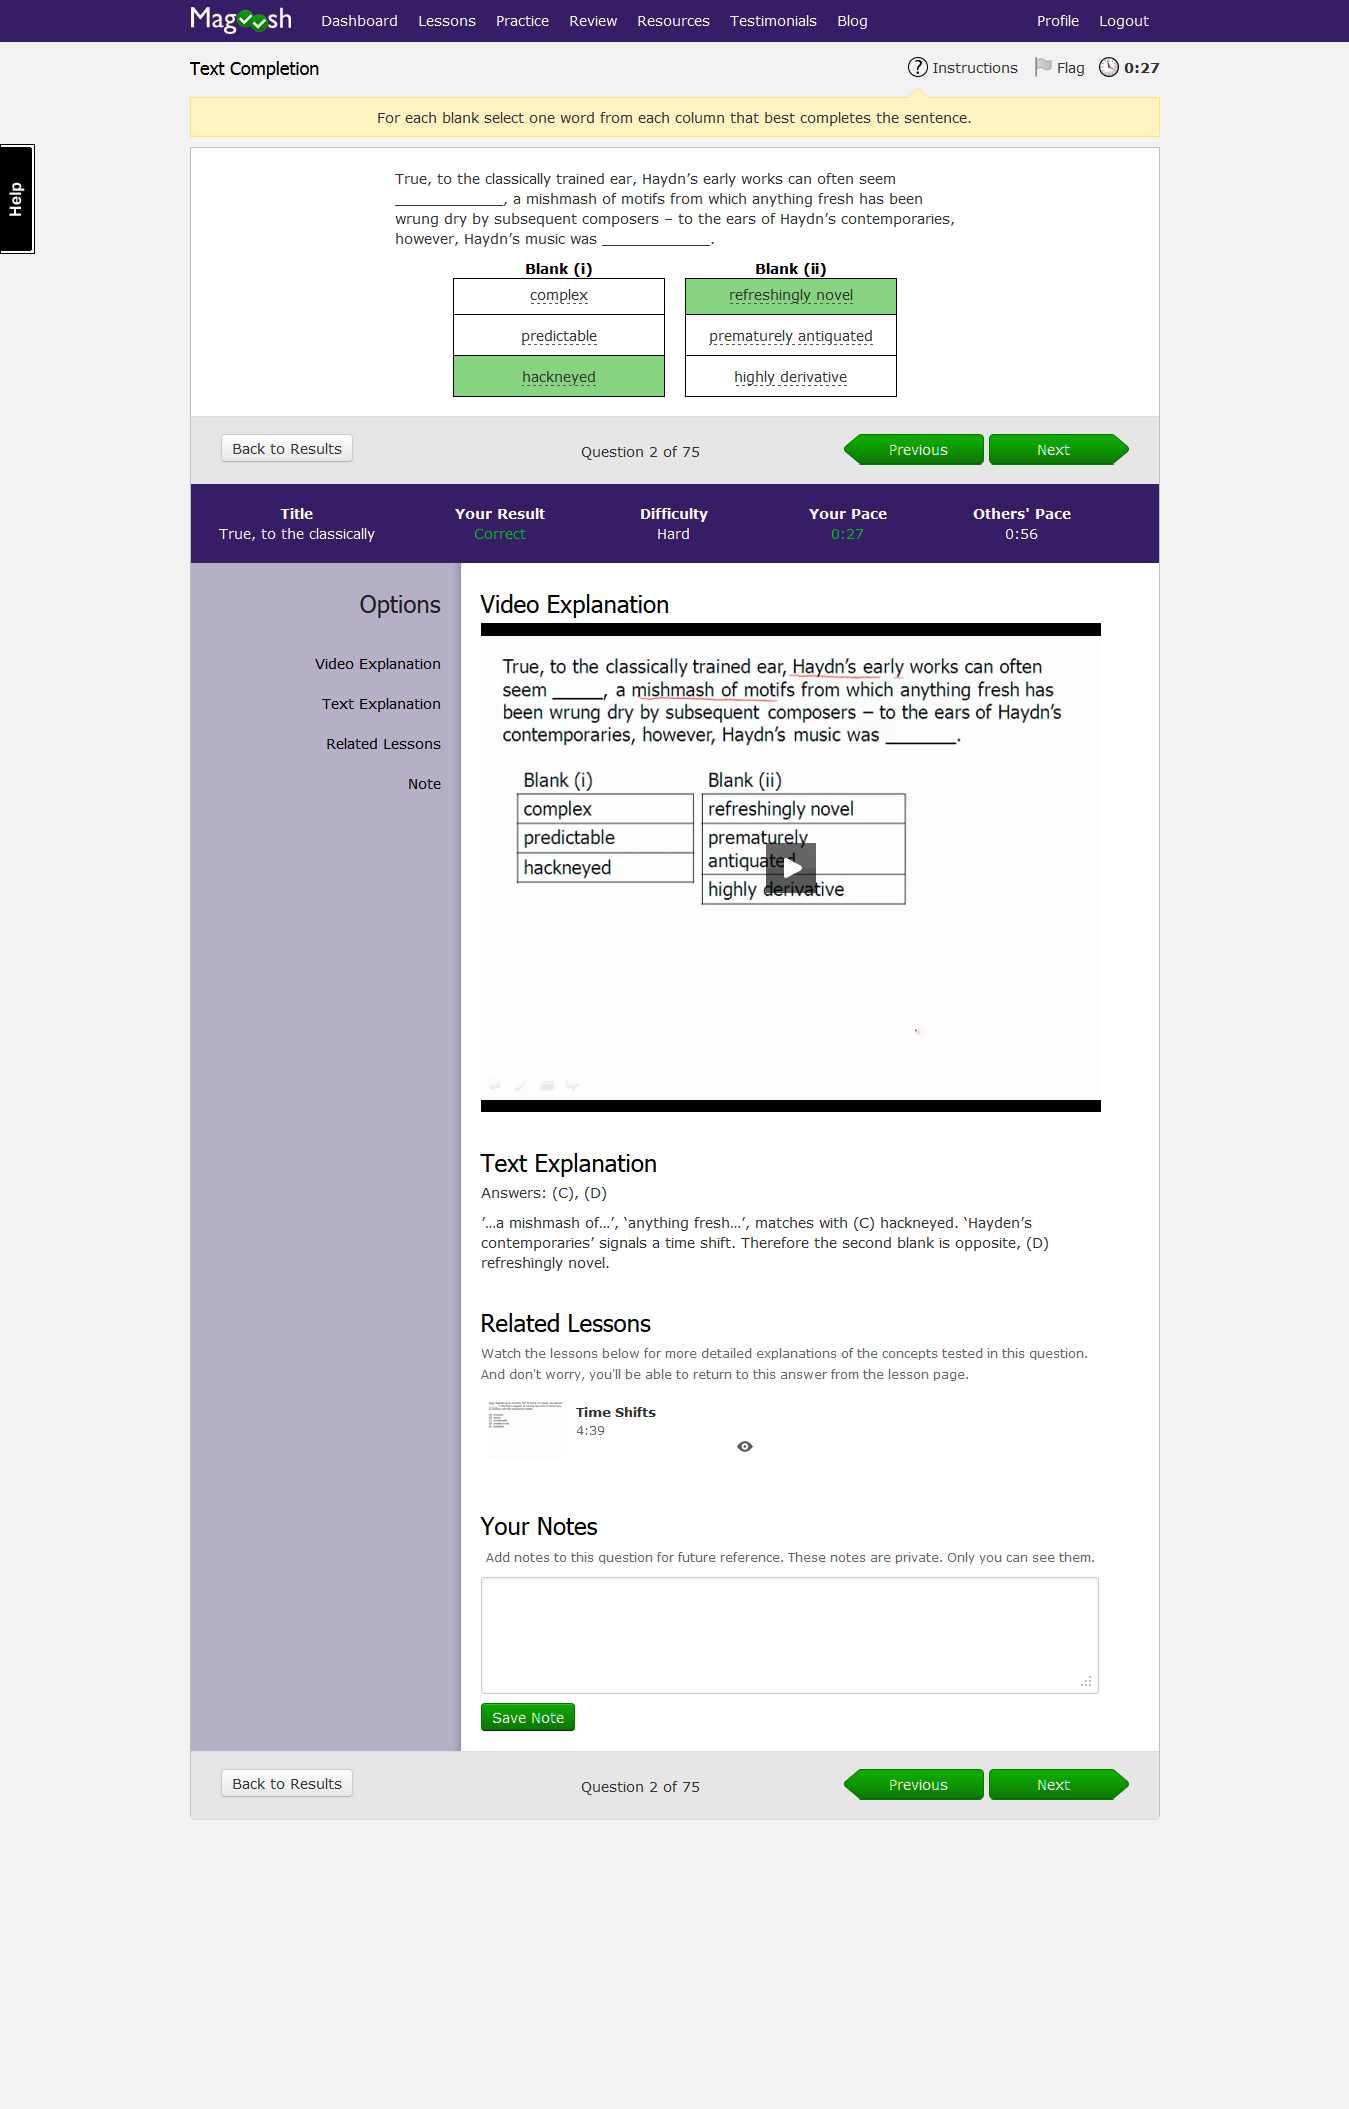 Magoosh Dashboard Lessons Practice Review Resources Testimonials Blog Profile Logout
Text Completion ? Instructions Flag 0:27
For each blank select one word from each column that best completes the sentence.
Help
True, to the classically trained ear, Haydn’s early works can often seem
____________, a mishmash of motifs from which anything fresh has been
wrung dry by subsequent composers – to the ears of Haydn’s contemporaries,
however, Haydn’s music was ____________.
Blank (i) Blank (ii)
complex refreshingly novel
predictable prematurely antiquated
hackneyed highly derivative
Back to Results Question 2 of 75 Previous Next
Title Your Result Difficulty Your Pace Others' Pace
True, to the classically Correct Hard 0:27 0:56
Options
Video Explanation
Text Explanation
Related Lessons
Note
Video Explanation
True, to the classically trained ear, Haydn’s early works can often
seem _____, a mishmash of motifs from which anything fresh has
been wrung dry by subsequent composers – to the ears of Haydn’s
contemporaries, however, Haydn’s music was _______.
Blank (i) Blank (ii)
complex refreshingly novel
predictable prematurely
antiquated
hackneyed highly derivative
Text Explanation
Answers: (C), (D)
’...a mishmash of...’, ‘anything fresh...’, matches with (C) hackneyed. ‘Hayden’s
contemporaries’ signals a time shift. Therefore the second blank is opposite, (D)
refreshingly novel.
Related Lessons
Watch the lessons below for more detailed explanations of the concepts tested in this question.
And don't worry, you'll be able to return to this answer from the lesson page.
Time Shifts
4:39
Your Notes
Add notes to this question for future reference. These notes are private. Only you can see them.
Save Note
Back to Results Question 2 of 75 Previous Next